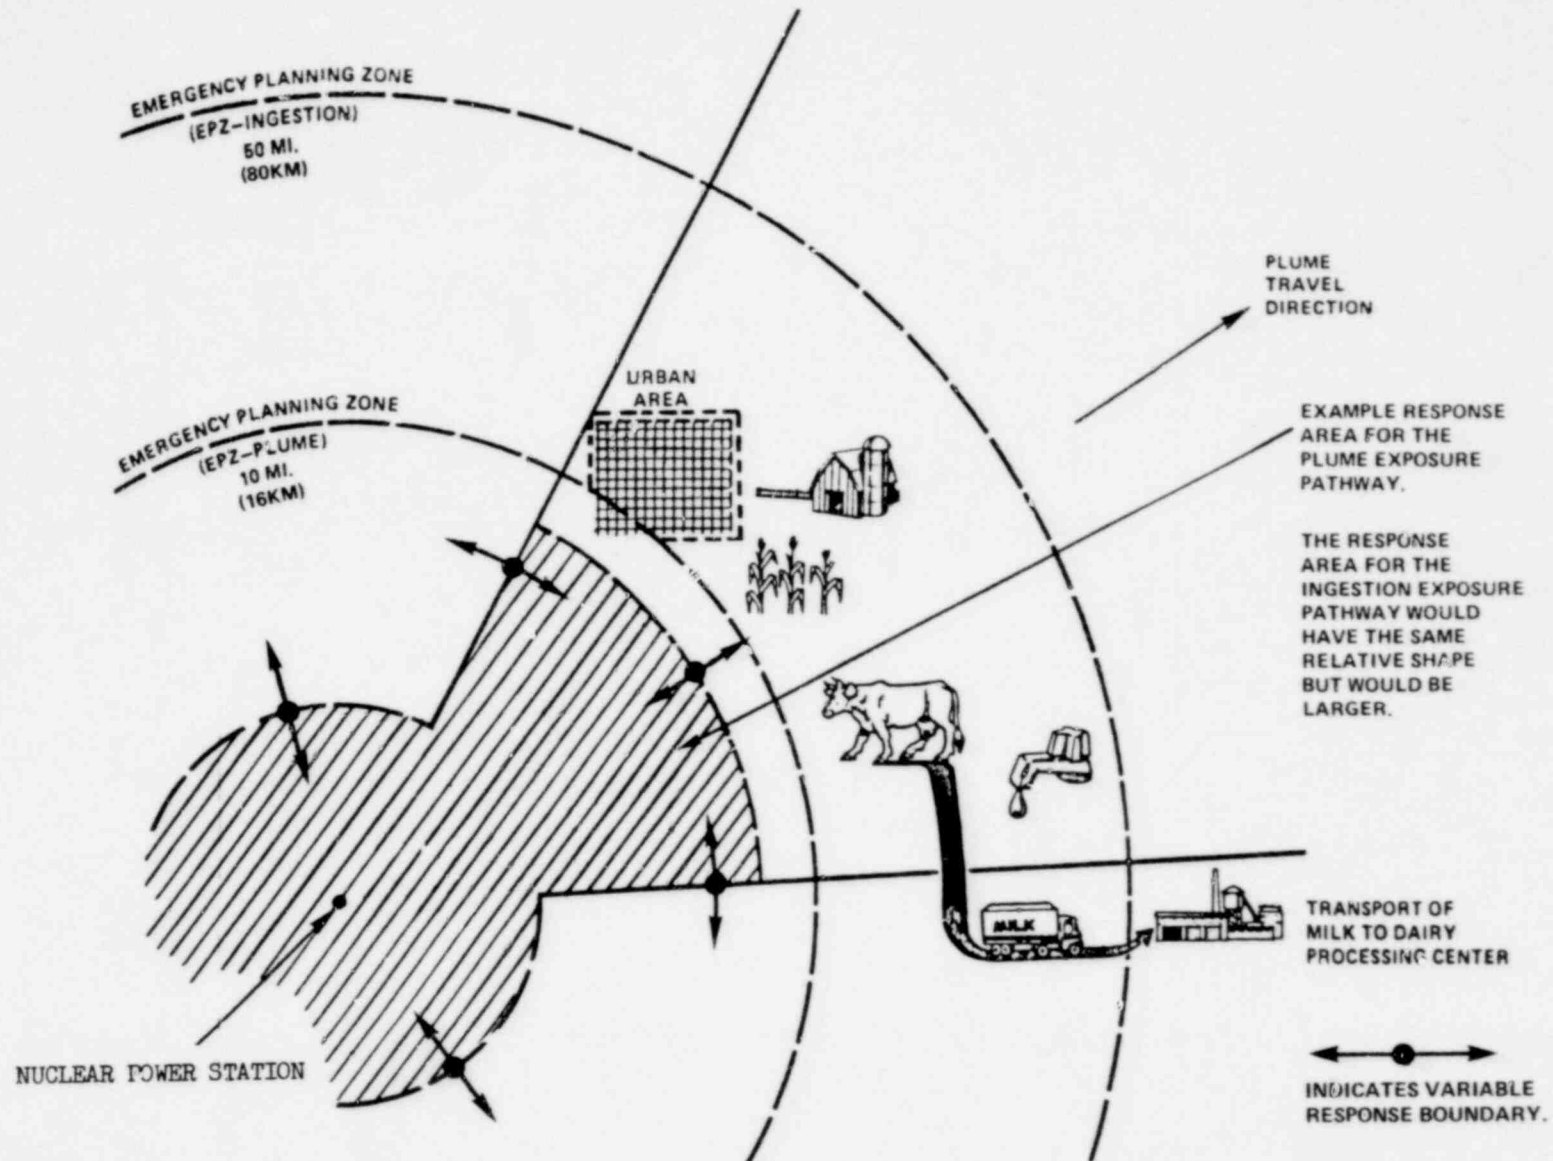 EMERGENCY PLANNING ZONE
(EPZ-INGESTION)
50 MI.
(80KM)
EMERGENCY PLANNING ZONE
(EPZ-PLUME)
10 MI.
(16KM)
URBAN
AREA
PLUME
TRAVEL
DIRECTION
EXAMPLE RESPONSE
AREA FOR THE
PLUME EXPOSURE
PATHWAY.
THE RESPONSE
AREA FOR THE
INGESTION EXPOSURE
PATHWAY WOULD
HAVE THE SAME
RELATIVE SHAPE
BUT WOULD BE
LARGER.
MILK
TRANSPORT OF
MILK TO DAIRY
PROCESSING CENTER
NUCLEAR POWER STATION
INDICATES VARIABLE
RESPONSE BOUNDARY.